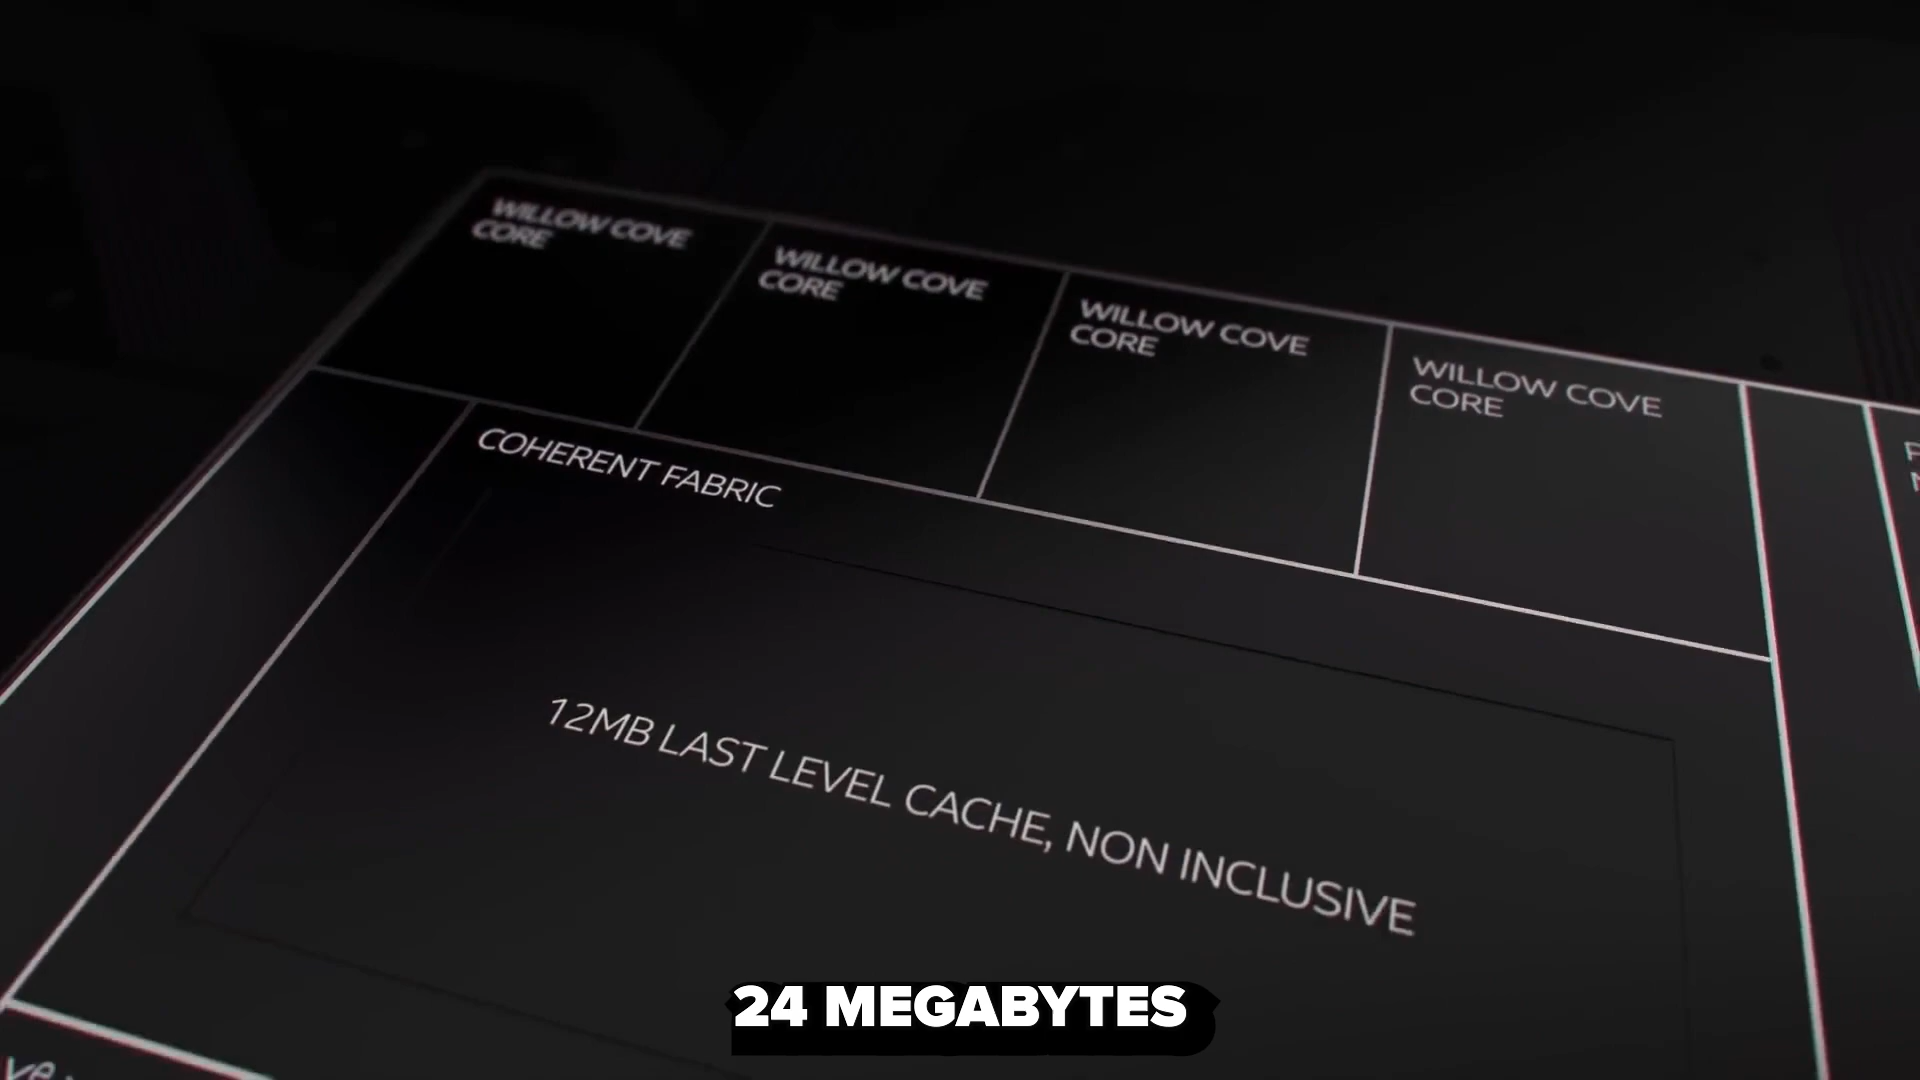 WILLOW COVE
CORE
WILLOW COVE
CORE
WILLOW COVE
CORE
WILLOW COVE
CORE
COHERENT FABRIC
12MB LAST LEVEL CACHE, NON INCLUSIVE
24 MEGABYTES